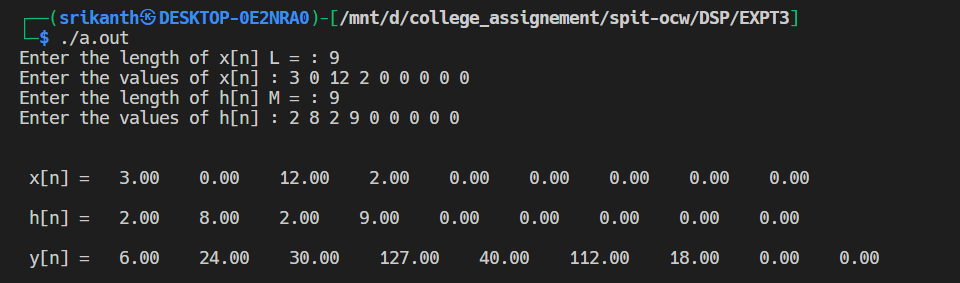 ┌──(srikanth㉿DESKTOP-0E2NRA0)-[/mnt/d/college_assignement/spit-ocw/DSP/EXPT3]
└─$ ./a.out
Enter the length of x[n] L = : 9
Enter the values of x[n] : 3 0 12 2 0 0 0 0 0
Enter the length of h[n] M = : 9
Enter the values of h[n] : 2 8 2 9 0 0 0 0 0
x[n] = 3.00 0.00 12.00 2.00 0.00 0.00 0.00 0.00 0.00
h[n] = 2.00 8.00 2.00 9.00 0.00 0.00 0.00 0.00 0.00
y[n] = 6.00 24.00 30.00 127.00 40.00 112.00 18.00 0.00 0.00